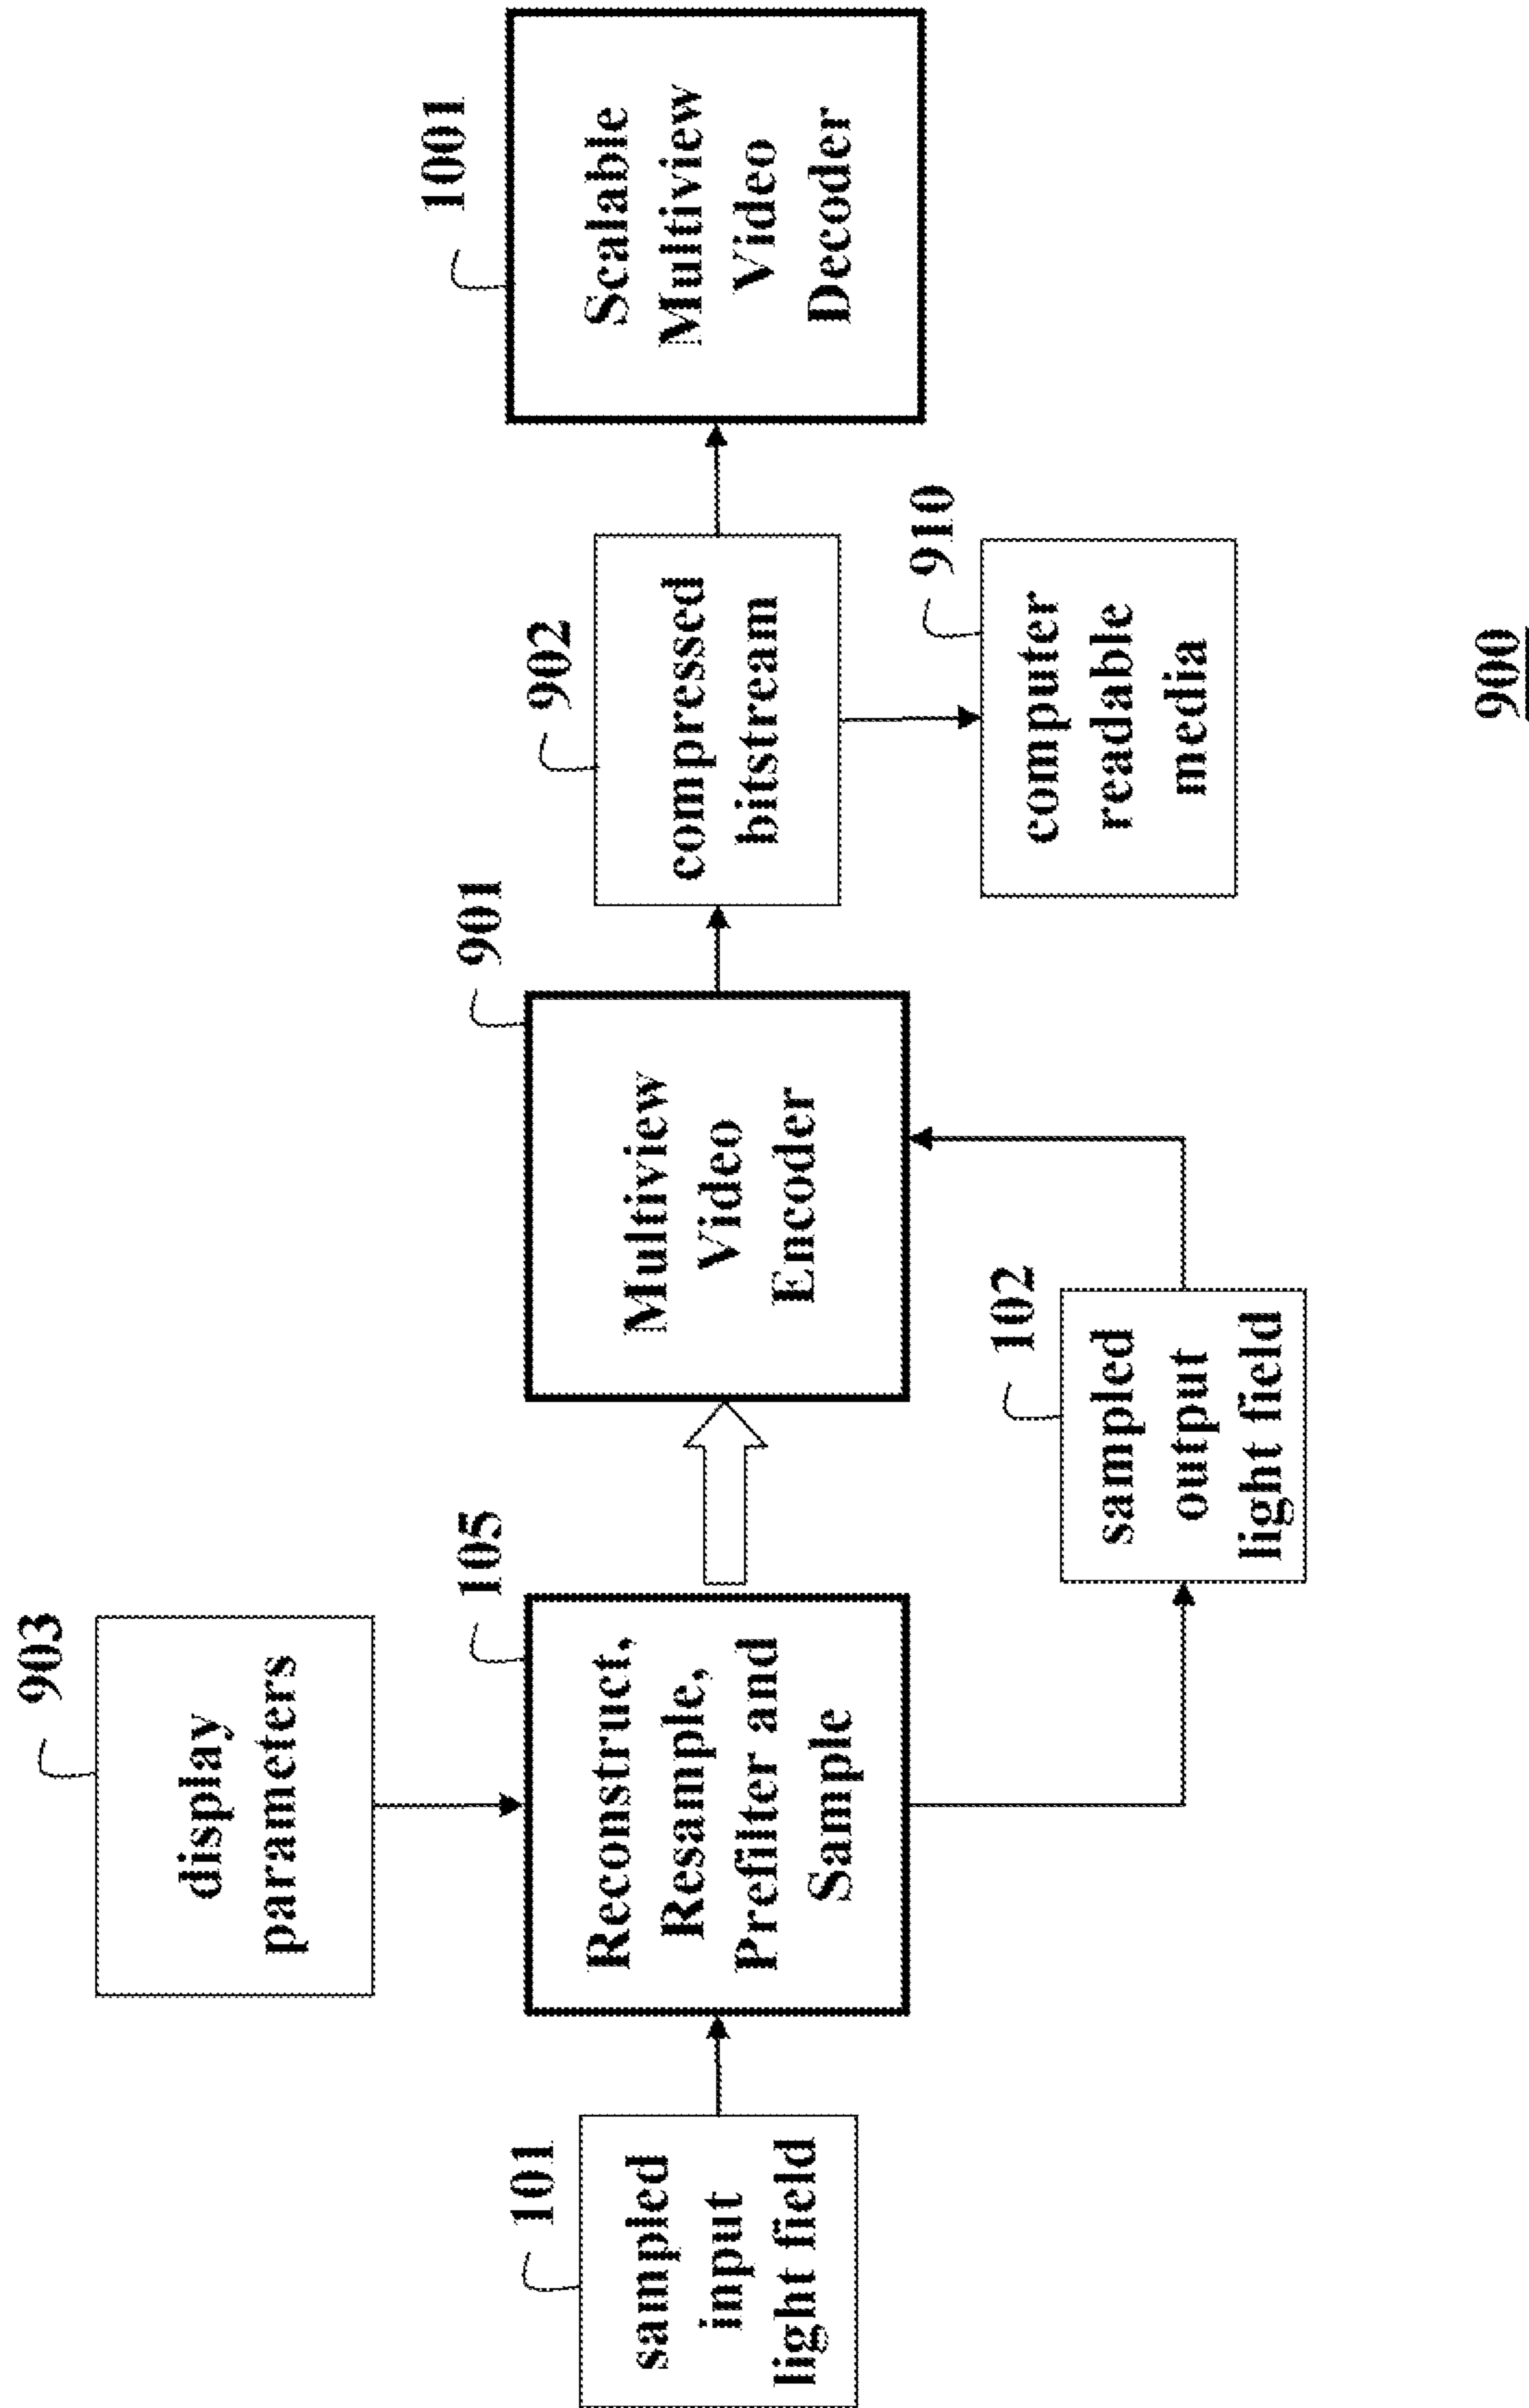 903
display
parameters
101
sampled
input
light field
105
Reconstruct,
Resample,
Prefilter and
Sample
102
sampled
output
light field
901
Multiview
Video
Encoder
902
compressed
bitstream
910
computer
readable
media
1001
Scalable
Multiview
Video
Decoder
900